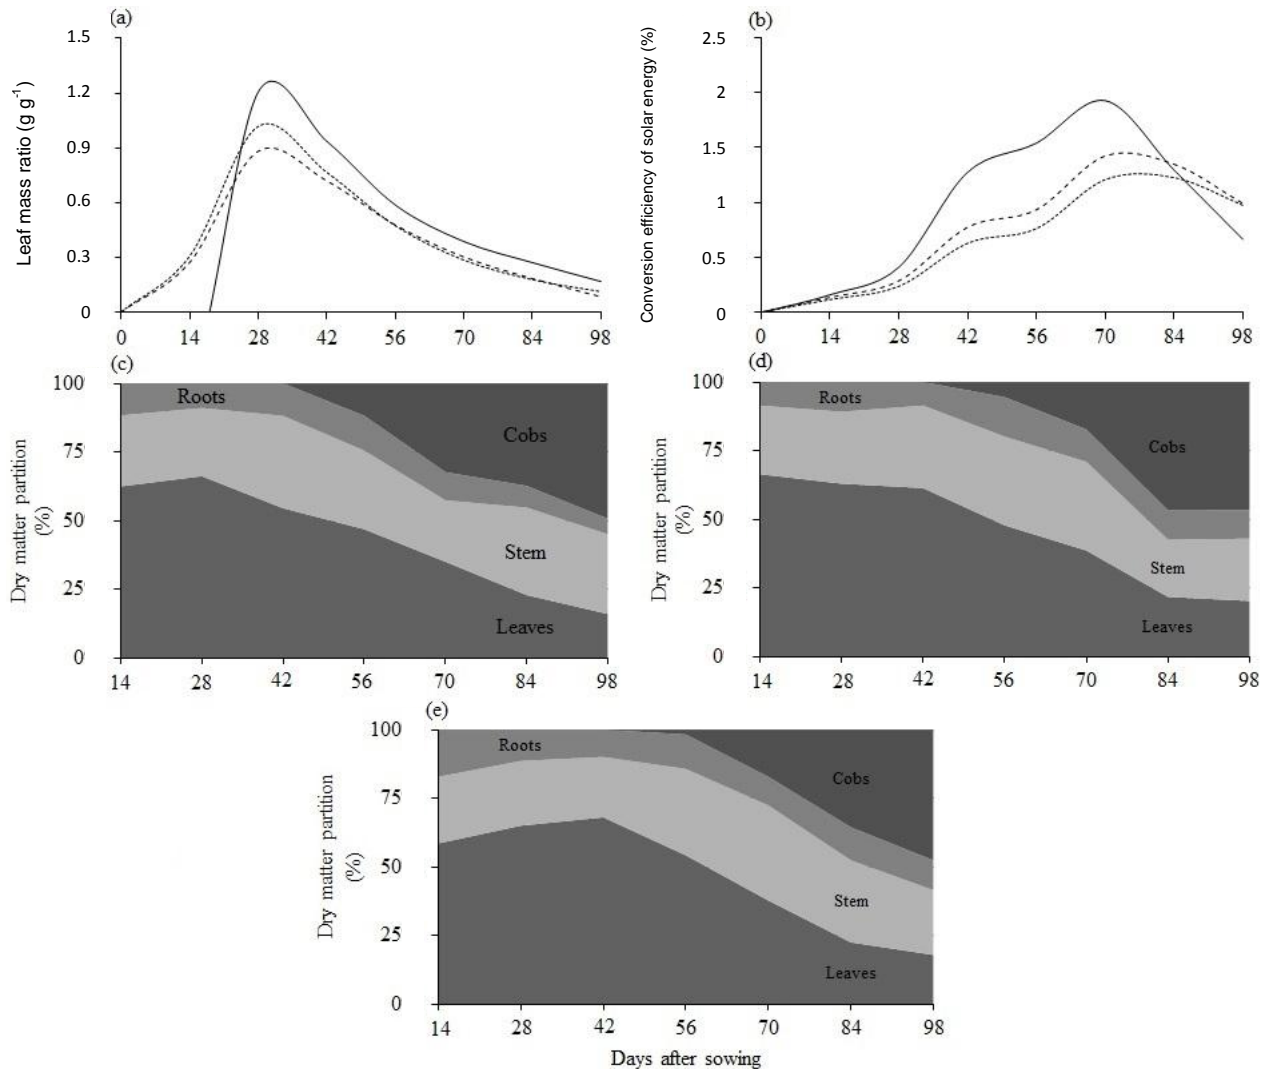 (a)
Leaf mass ratio (g g-1)
1.5
1.2
0.9
0.6
0.3
0
0 14 28 42 56 70 84 98
(b)
Conversion efficiency of solar energy (%)
2.5
2
1.5
1
0.5
0
0 14 28 42 56 70 84 98
(c)
Dry matter partition
(%)
100
75
50
25
0
Roots
Cobs
Stem
Leaves
14 28 42 56 70 84 98
(d)
Dry matter partition
(%)
100
75
50
25
0
Roots
Cobs
Stem
Leaves
14 28 42 56 70 84 98
(e)
Dry matter partition
(%)
100
75
50
25
0
Roots
Cobs
Stem
Leaves
14 28 42 56 70 84 98
Days after sowing